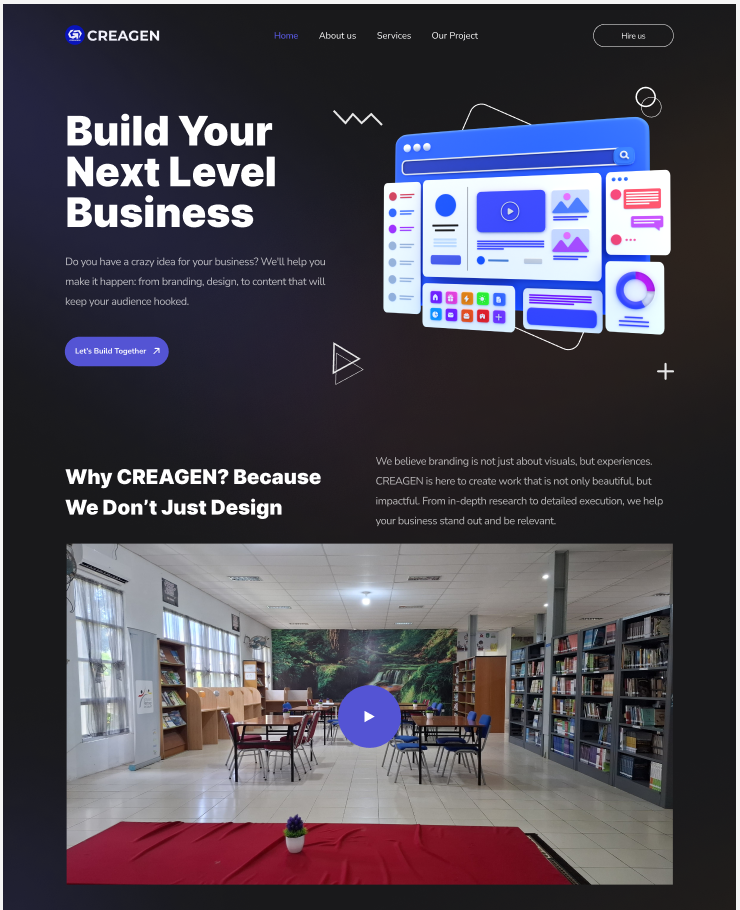 CREAGEN
Home
About us
Services
Our Project
Hire us
Build Your
Next Level
Business
Do you have a crazy idea for your business? We'll help you
make it happen: from branding, design, to content that will
keep your audience hooked.
Let's Build Together
Why CREAGEN? Because
We Don’t Just Design
We believe branding is not just about visuals, but experiences.
CREAGEN is here to create work that is not only beautiful, but
impactful. From in-depth research to detailed execution, we help
your business stand out and be relevant.